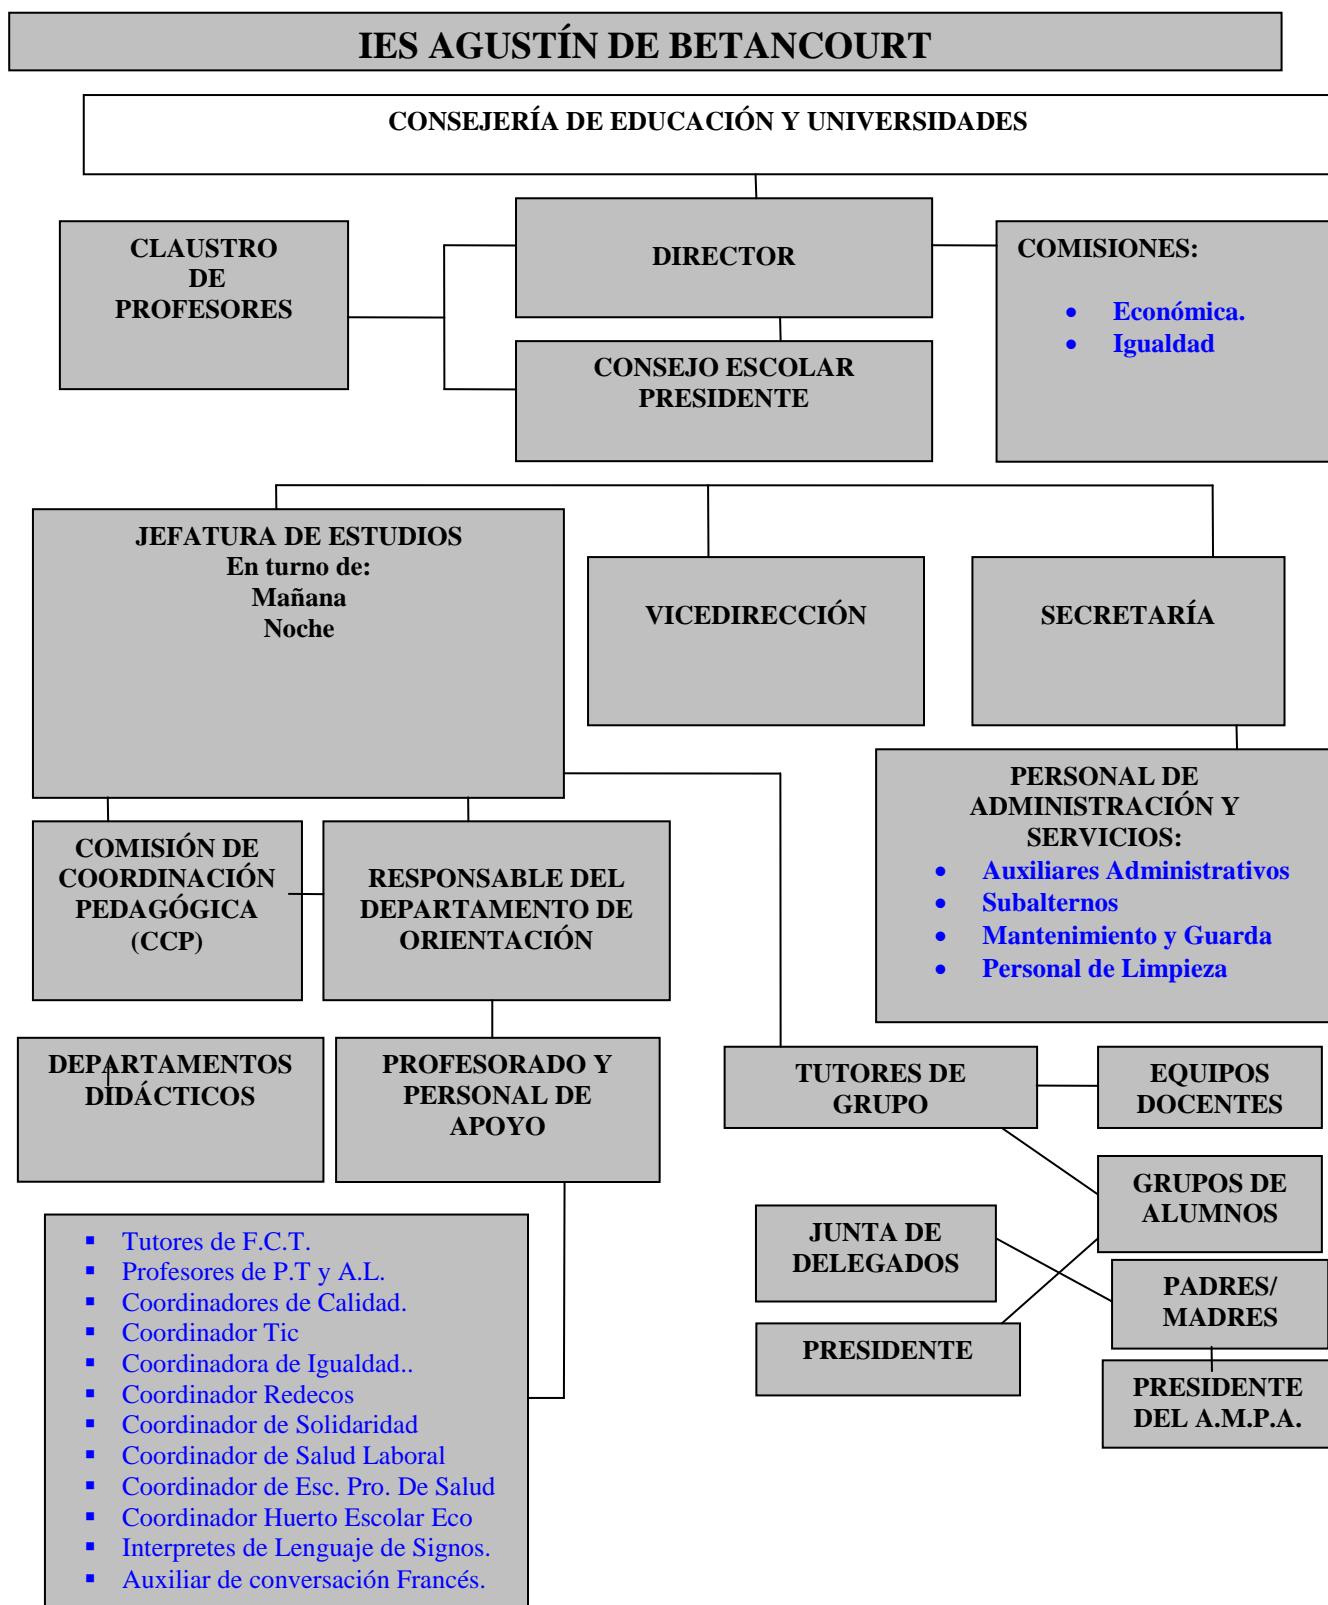 IES AGUSTÍN DE BETANCOURT
CONSEJERÍA DE EDUCACIÓN Y UNIVERSIDADES
CLAUSTRO
DE
PROFESORES
DIRECTOR
COMISIONES:
• Económica.
• Igualdad
CONSEJO ESCOLAR
PRESIDENTE
JEFATURA DE ESTUDIOS
En turno de:
Mañana
Noche
VICEDIRECCIÓN
SECRETARÍA
PERSONAL DE
ADMINISTRACIÓN Y
SERVICIOS:
• Auxiliares Administrativos
• Subalternos
• Mantenimiento y Guarda
• Personal de Limpieza
COMISIÓN DE
COORDINACIÓN
PEDAGÓGICA
(CCP)
RESPONSABLE DEL
DEPARTAMENTO DE
ORIENTACIÓN
DEPARTAMENTOS
DIDÁCTICOS
PROFESORADO Y
PERSONAL DE
APOYO
TUTORES DE
GRUPO
EQUIPOS
DOCENTES
GRUPOS DE
ALUMNOS
JUNTA DE
DELEGADOS
PADRES/
MADRES
PRESIDENTE
PRESIDENTE
DEL A.M.P.A.
▪ Tutores de F.C.T.
▪ Profesores de P.T y A.L.
▪ Coordinadores de Calidad.
▪ Coordinador Tic
▪ Coordinadora de Igualdad..
▪ Coordinador Redecos
▪ Coordinador de Solidaridad
▪ Coordinador de Salud Laboral
▪ Coordinador de Esc. Pro. De Salud
▪ Coordinador Huerto Escolar Eco
▪ Interpretes de Lenguaje de Signos.
▪ Auxiliar de conversación Francés.